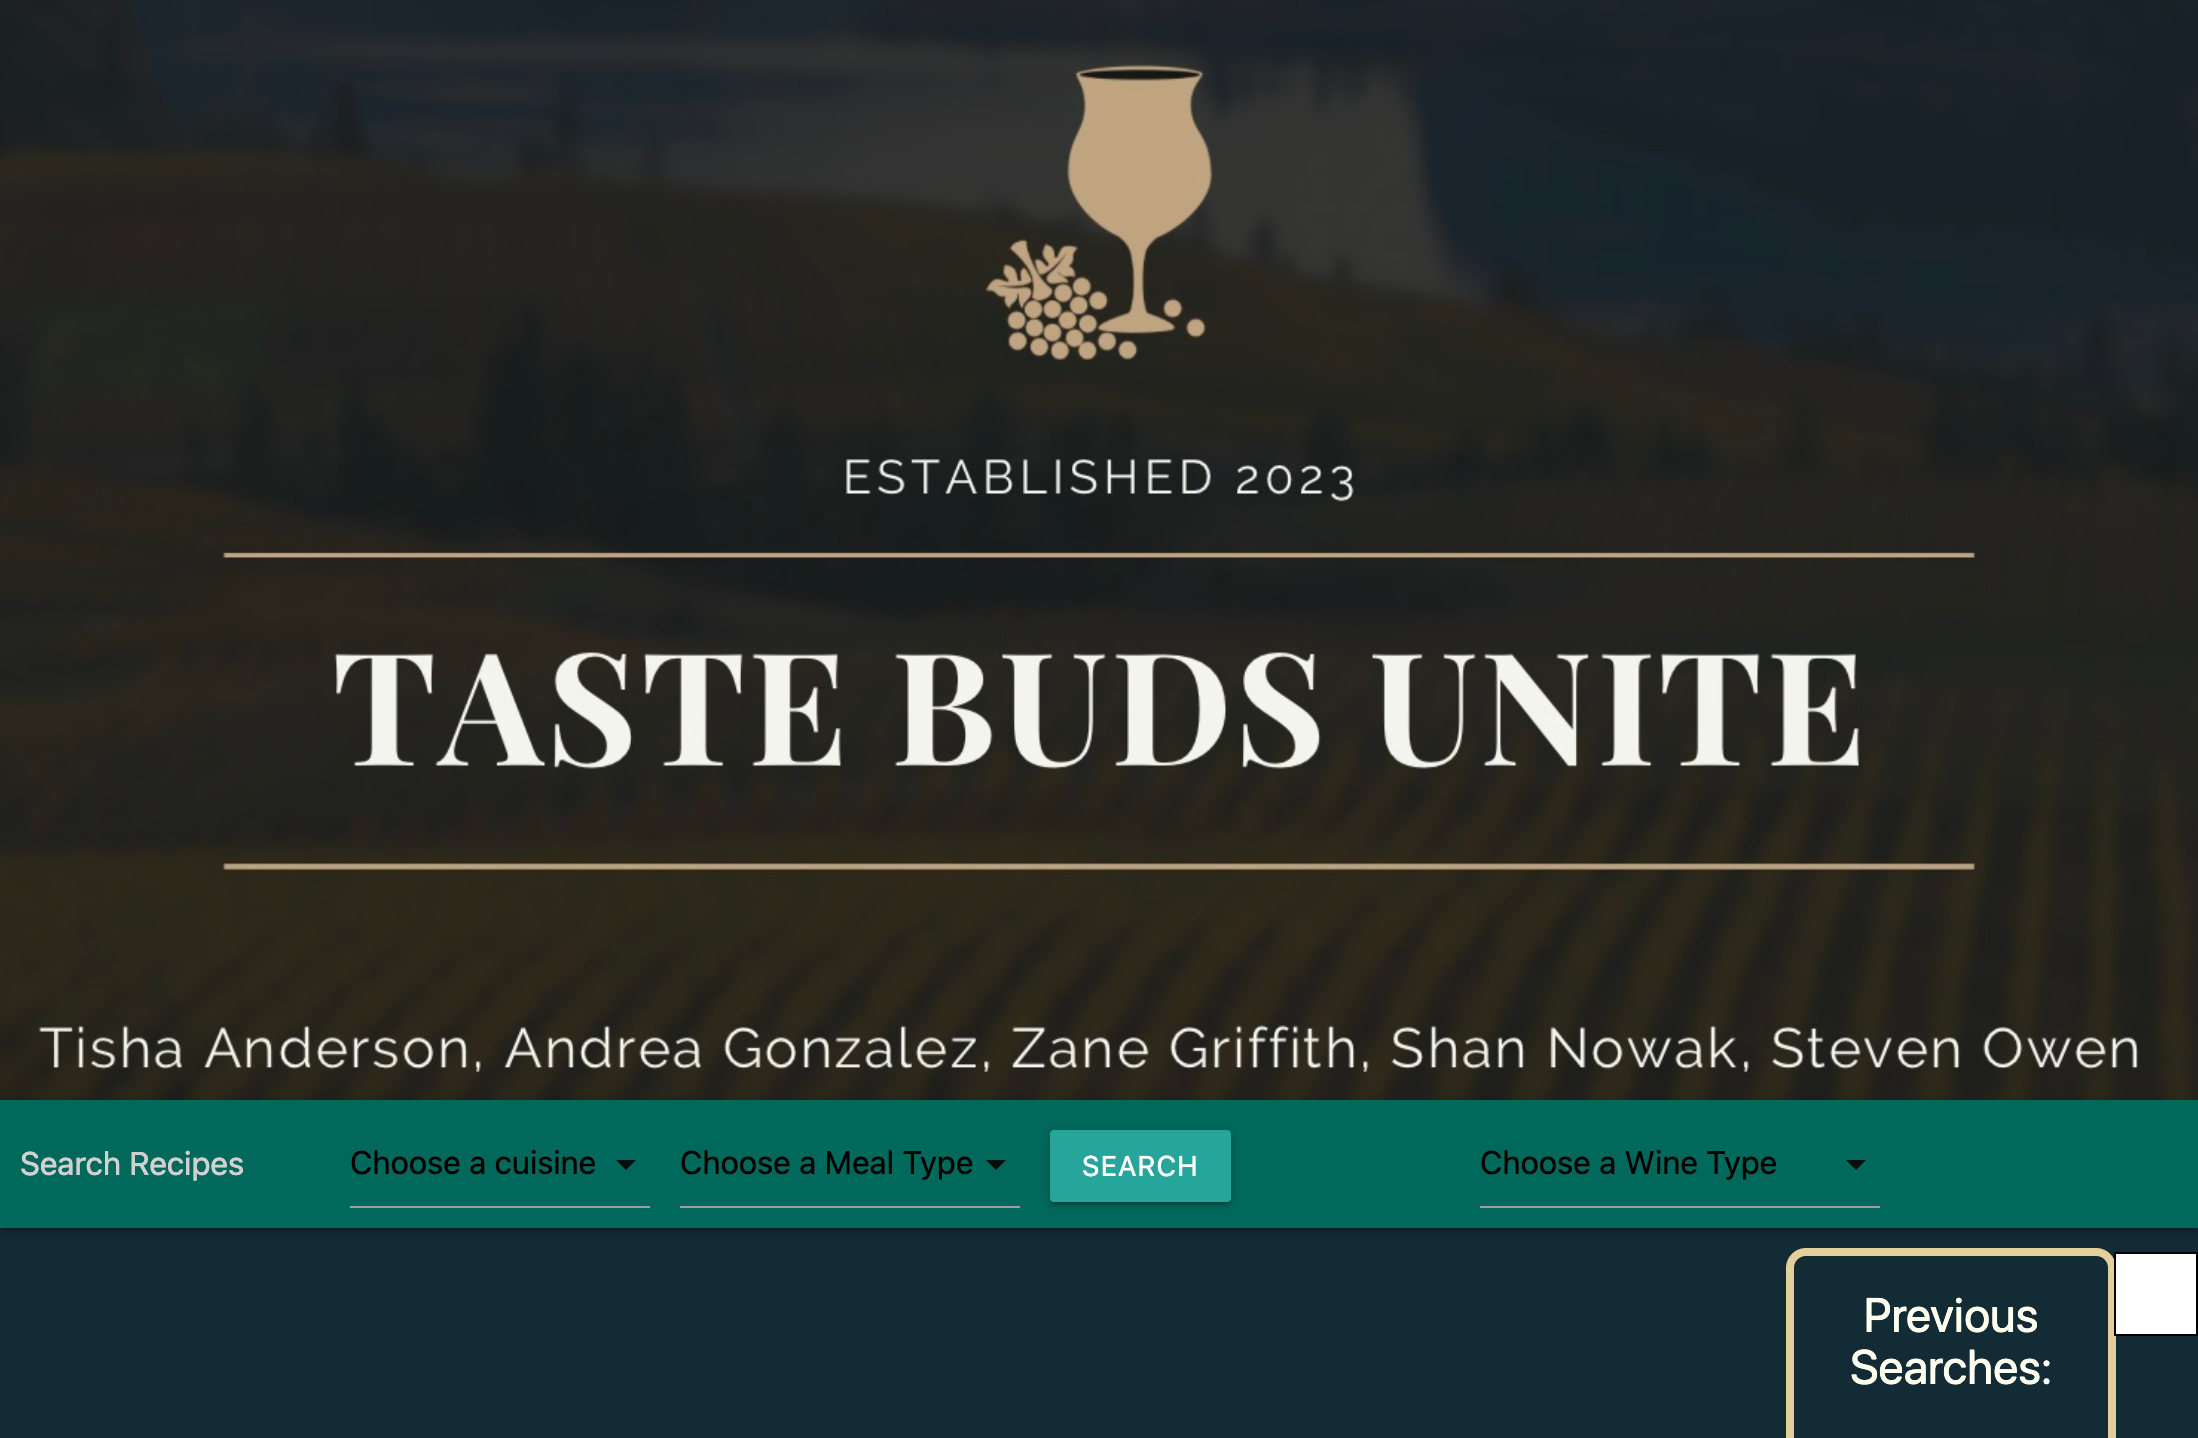 ESTABLISHED 2023
TASTE BUDS UNITE
Tisha Anderson, Andrea Gonzalez, Zane Griffith, Shan Nowak, Steven Owen
Search Recipes Choose a cuisine Choose a Meal Type SEARCH Choose a Wine Type
Previous
Searches: